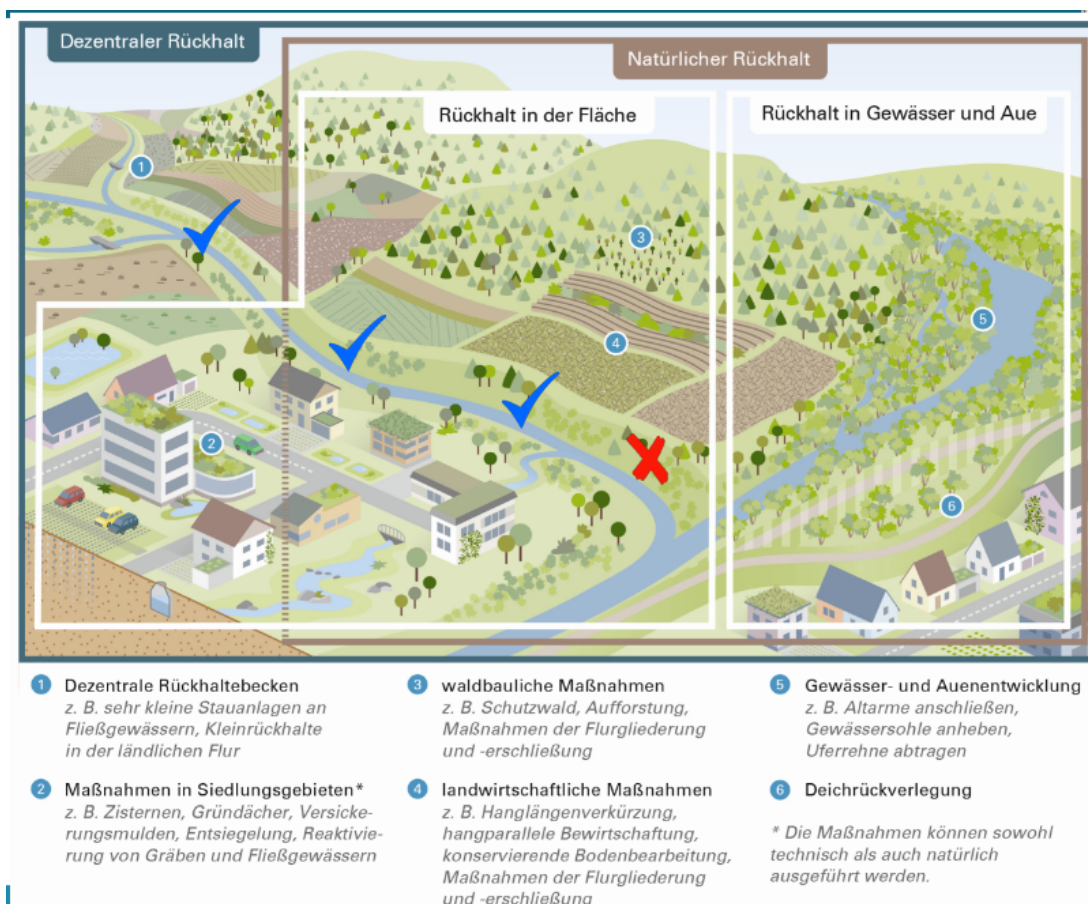 Dezentraler Rückhalt
Natürlicher Rückhalt
Rückhalt in der Fläche
Rückhalt in Gewässer und Aue
1
2
3
4
5
6
1 Dezentrale Rückhaltebecken
z. B. sehr kleine Stauanlagen an
Fließgewässern, Kleinrückhalte
in der ländlichen Flur
2 Maßnahmen in Siedlungsgebieten*
z. B. Zisternen, Gründächer, Versicke-
rungsmulden, Entsiegelung, Reaktivie-
rung von Gräben und Fließgewässern
3 waldbauliche Maßnahmen
z. B. Schutzwald, Aufforstung,
Maßnahmen der Flurgliederung
und -erschließung
4 landwirtschaftliche Maßnahmen
z. B. Hanglängenverkürzung,
hangparallele Bewirtschaftung,
konservierende Bodenbearbeitung,
Maßnahmen der Flurgliederung
und -erschließung
5 Gewässer- und Auenentwicklung
z. B. Altarme anschließen,
Gewässersohle anheben,
Uferrehne abtragen
6 Deichrückverlegung
* Die Maßnahmen können sowohl
technisch als auch natürlich
ausgeführt werden.